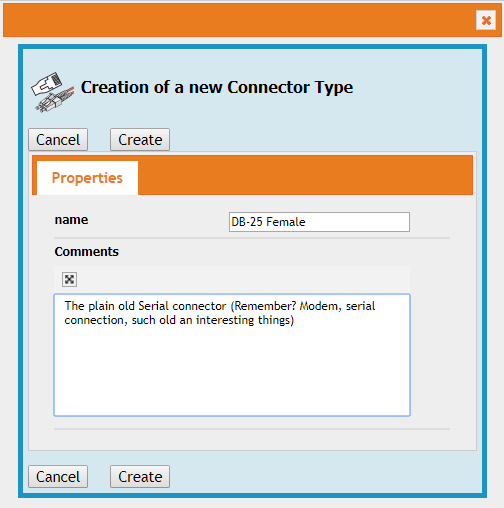 Creation of a new Connector Type
Cancel Create
Properties
name DB-25 Female
Comments
The plain old Serial connector (Remember? Modem, serial
connection, such old an interesting things)
Cancel Create